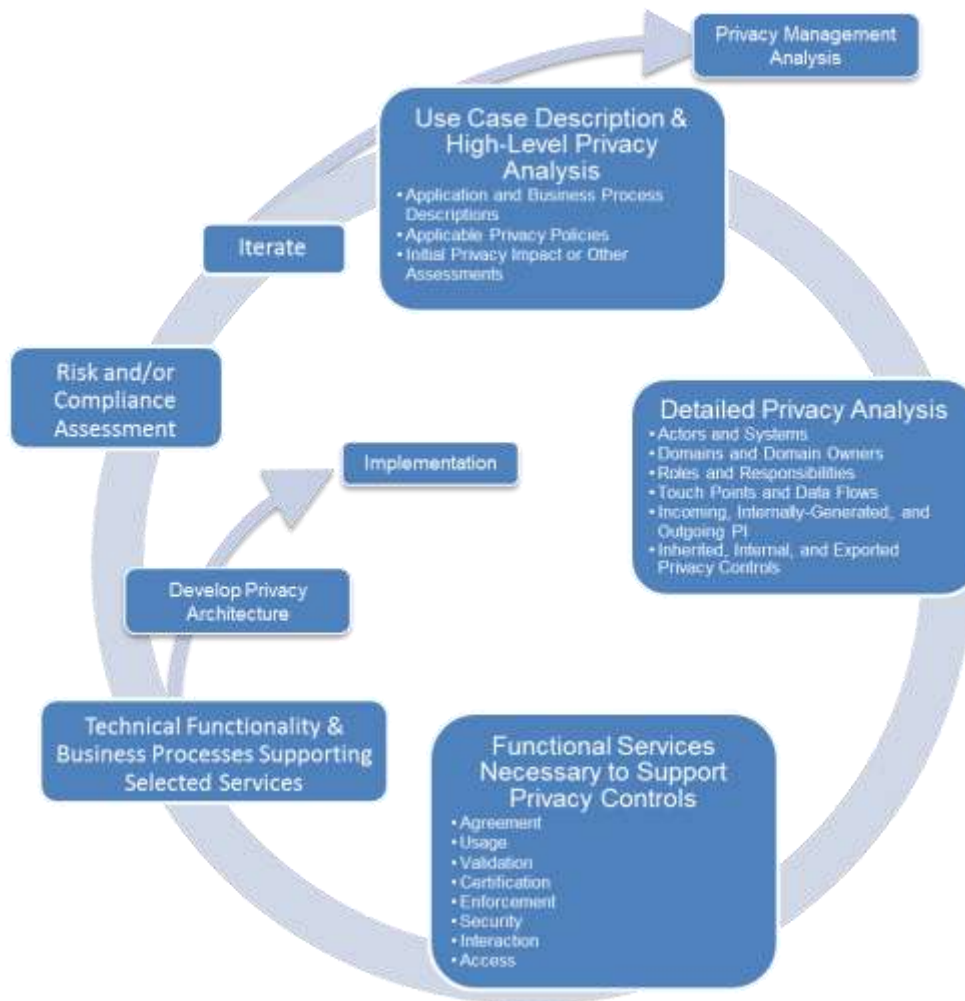 Privacy Management
Analysis
Use Case Description &
High-Level Privacy
Analysis
• Application and Business Process
Descriptions
• Applicable Privacy Policies
• Initial Privacy Impact or Other
Assessments
Iterate
Risk and/or
Compliance
Assessment
Detailed Privacy Analysis
• Actors and Systems
• Domains and Domain Owners
• Roles and Responsibilities
• Touch Points and Data Flows
• Incoming, Internally-Generated, and
Outgoing PI
• Inherited, Internal, and Exported
Privacy Controls
Implementation
Develop Privacy
Architecture
Technical Functionality &
Business Processes Supporting
Selected Services
Functional Services
Necessary to Support
Privacy Controls
• Agreement
• Usage
• Validation
• Certification
• Enforcement
• Security
• Interaction
• Access